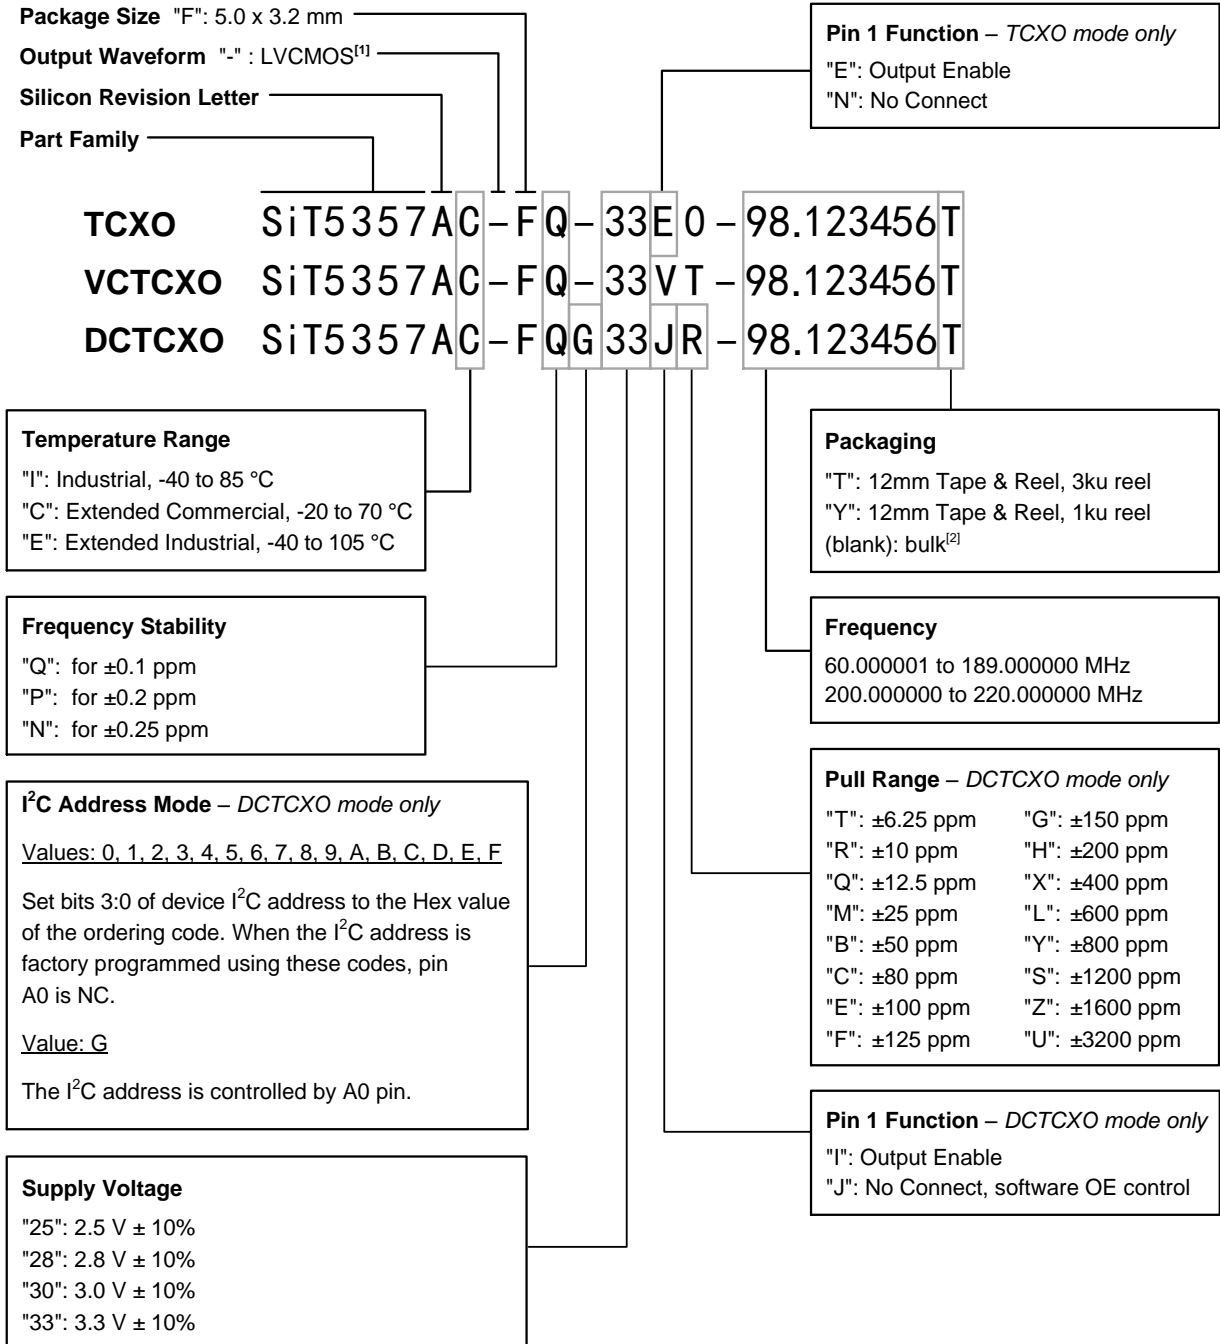 Package Size "F": 5.0 x 3.2 mm
Output Waveform "-" : LVCMOS[1]
Silicon Revision Letter
Part Family
Pin 1 Function – TCXO mode only
"E": Output Enable
"N": No Connect
TCXO SiT5357AC-FQ-33E0-98.123456T
VCTCXO SiT5357AC-FQ-33VT-98.123456T
DCTCXO SiT5357AC-FQG33JR-98.123456T
Temperature Range
"I": Industrial, -40 to 85 °C
"C": Extended Commercial, -20 to 70 °C
"E": Extended Industrial, -40 to 105 °C
Frequency Stability
"Q": for ±0.1 ppm
"P": for ±0.2 ppm
"N": for ±0.25 ppm
I2C Address Mode – DCTCXO mode only
Values: 0, 1, 2, 3, 4, 5, 6, 7, 8, 9, A, B, C, D, E, F
Set bits 3:0 of device I2C address to the Hex value
of the ordering code. When the I2C address is
factory programmed using these codes, pin
A0 is NC.
Value: G
The I2C address is controlled by A0 pin.
Supply Voltage
"25": 2.5 V ± 10%
"28": 2.8 V ± 10%
"30": 3.0 V ± 10%
"33": 3.3 V ± 10%
Packaging
"T": 12mm Tape & Reel, 3ku reel
"Y": 12mm Tape & Reel, 1ku reel
(blank): bulk[2]
Frequency
60.000001 to 189.000000 MHz
200.000000 to 220.000000 MHz
Pull Range – DCTCXO mode only
"T": ±6.25 ppm "G": ±150 ppm
"R": ±10 ppm "H": ±200 ppm
"Q": ±12.5 ppm "X": ±400 ppm
"M": ±25 ppm "L": ±600 ppm
"B": ±50 ppm "Y": ±800 ppm
"C": ±80 ppm "S": ±1200 ppm
"E": ±100 ppm "Z": ±1600 ppm
"F": ±125 ppm "U": ±3200 ppm
Pin 1 Function – DCTCXO mode only
"I": Output Enable
"J": No Connect, software OE control